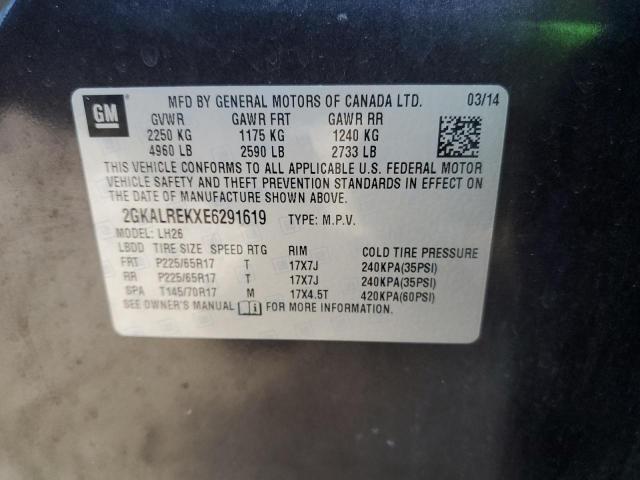 GM
MFD BY GENERAL MOTORS OF CANADA LTD. 03/14
GVWR GAWR FRT GAWR RR
2250 KG 1175 KG 1240 KG
4960 LB 2590 LB 2733 LB
THIS VEHICLE CONFORMS TO ALL APPLICABLE U.S. FEDERAL MOTOR
VEHICLE SAFETY AND THEFT PREVENTION STANDARDS IN EFFECT ON
THE DATE OF MANUFACTURE SHOWN ABOVE.
2GKALREKXE6291619 TYPE: M.P.V.
MODEL: LH26
LBDD TIRE SIZE SPEED RTG RIM COLD TIRE PRESSURE
FRT P225/65R17 T 17X7J 240KPA(35PSI)
RR P225/65R17 T 17X7J 240KPA(35PSI)
SPA T145/70R17 M 17X4.5T 420KPA(60PSI)
SEE OWNER'S MANUAL FOR MORE INFORMATION.